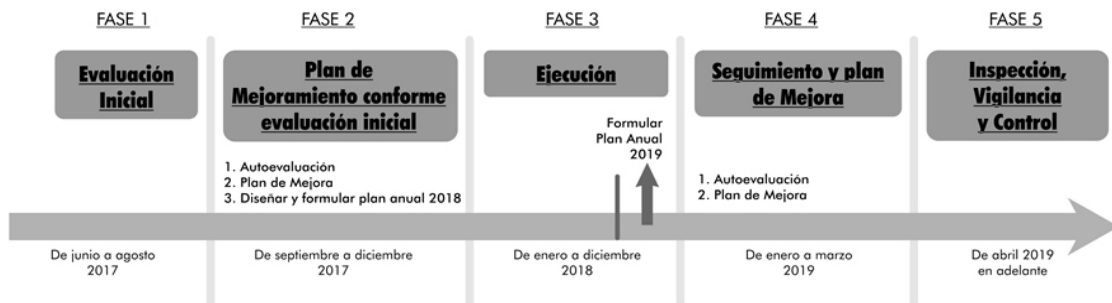 FASE 1
FASE 2
FASE 3
FASE 4
FASE 5
Evaluación
Inicial
Plan de
Mejoramiento conforme
evaluación inicial
Ejecución
Seguimiento y plan
de Mejora
Inspección,
Vigilancia
y Control
Formular
Plan Anual
2019
1. Autoevaluación
2. Plan de Mejora
3. Diseñar y formular plan anual 2018
1. Autoevaluación
2. Plan de Mejora
De junio a agosto
2017
De septiembre a diciembre
2017
De enero a diciembre
2018
De enero a marzo
2019
De abril 2019
en adelante